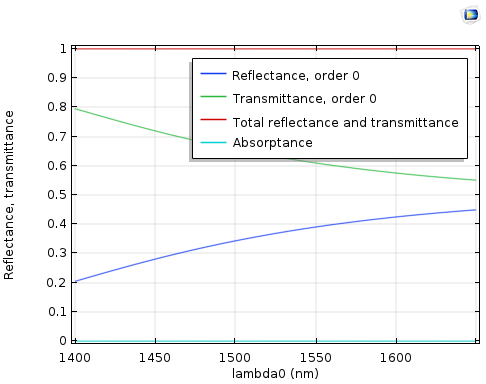 1
0.9
0.8
0.7
0.6
0.5
0.4
0.3
0.2
0.1
0
Reflectance, transmittance
Reflectance, order 0
Transmittance, order 0
Total reflectance and transmittance
Absorptance
1400 1450 1500 1550 1600
lambda0 (nm)